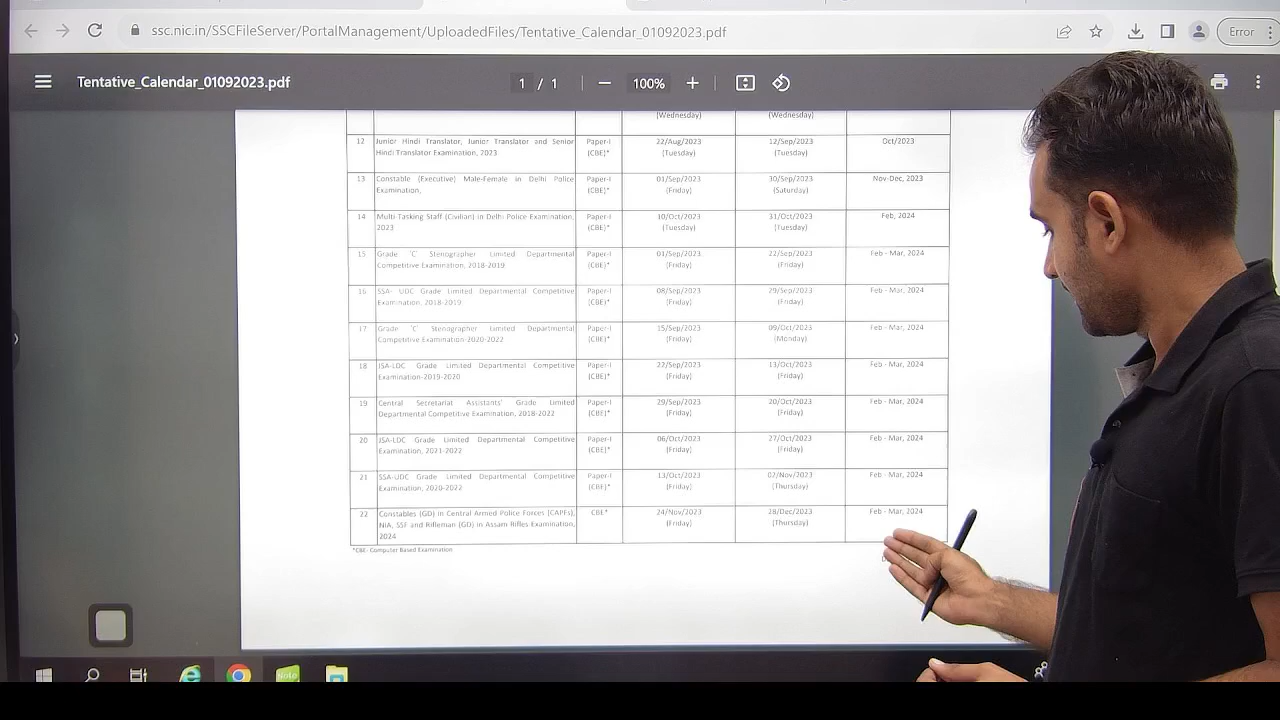 ssc.nic.in/SSCFileServer/PortalManagement/UploadedFiles/Tentative_Calendar_01092023.pdf
Error
Tentative_Calendar_01092023.pdf
1 / 1
100%
(Wednesday) (Wednesday)
12 Junior Hindi Translator, Junior Translator and Senior Paper-I 22/Aug/2023 12/Sep/2023 Oct/2023
Hindi Translator Examination, 2023 (CBE)* (Tuesday) (Tuesday)
13 Constable (Executive) Male-Female in Delhi Police Paper-I 01/Sep/2023 30/Sep/2023 Nov-Dec, 2023
Examination, (CBE)* (Friday) (Saturday)
14 Multi Tasking Staff (Civilian) in Delhi Police Examination, Paper-I 10/Oct/2023 31/Oct/2023 Feb, 2024
2023 (CBE)* (Tuesday) (Tuesday)
15 Grade 'C' Stenographer Limited Departmental Paper-I 01/Sep/2023 22/Sep/2023 Feb - Mar, 2024
Competitive Examination, 2018-2019 (CBE)* (Friday) (Friday)
16 SSA- UDC Grade Limited Departmental Competitive Paper-I 08/Sep/2023 29/Sep/2023 Feb - Mar, 2024
Examination, 2018-2019 (CBE)* (Friday) (Friday)
17 Grade 'C' Stenographer Limited Departmental Paper-I 15/Sep/2023 09/Oct/2023 Feb - Mar, 2024
Competitive Examination-2020-2022 (CBE)* (Friday) (Monday)
18 JSA-LDC Grade Limited Departmental Competitive Paper-I 22/Sep/2023 13/Oct/2023 Feb - Mar, 2024
Examination-2019-2020 (CBE)* (Friday) (Friday)
19 Central Secretariat Assistants' Grade Limited Paper-I 29/Sep/2023 20/Oct/2023 Feb - Mar, 2024
Departmental Competitive Examination, 2018-2022 (CBE)* (Friday) (Friday)
20 JSA-LDC Grade Limited Departmental Competitive Paper-I 06/Oct/2023 27/Oct/2023 Feb - Mar, 2024
Examination, 2021-2022 (CBE)* (Friday) (Friday)
21 SSA-UDC Grade Limited Departmental Competitive Paper-I 13/Oct/2023 02/Nov/2023 Feb - Mar, 2024
Examination, 2020-2022 (CBE)* (Friday) (Thursday)
22 Constables (GD) in Central Armed Police Forces (CAPFs), CBE* 24/Nov/2023 28/Dec/2023 Feb - Mar, 2024
NIA, SSF and Rifleman (GD) in Assam Rifles Examination, (Friday) (Thursday)
2024
*CBE- Computer Based Examination
Note